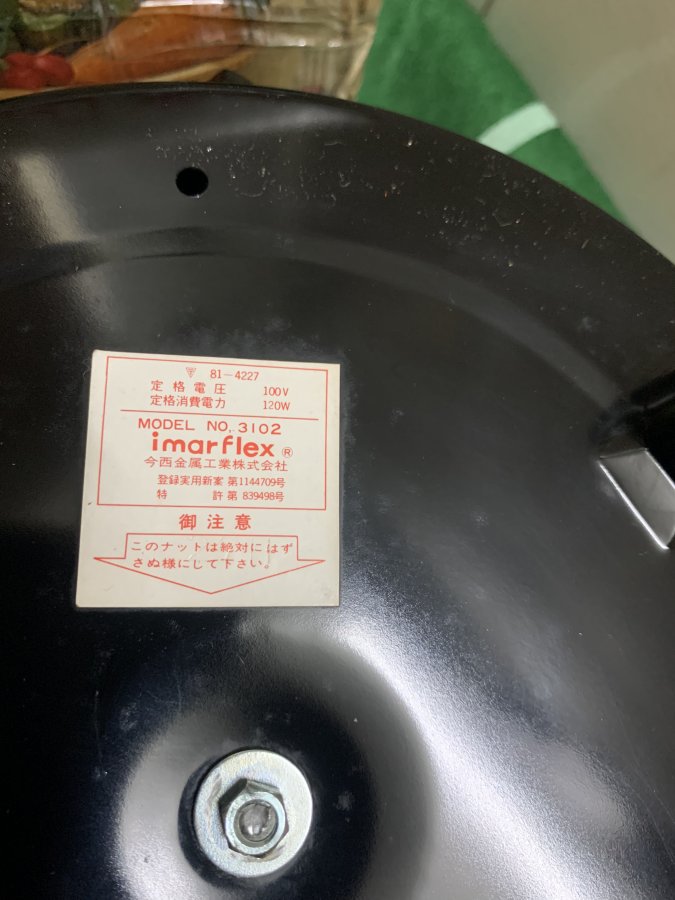 81-4227
定格電圧 100V
定格消費電力 120W
MODEL NO. 3102
imarflex ®
今西金属工業株式会社
登録実用新案 第1144709号
特 許 第 839498号
御注意
このナットは絶対にはず
さぬ様にして下さい。